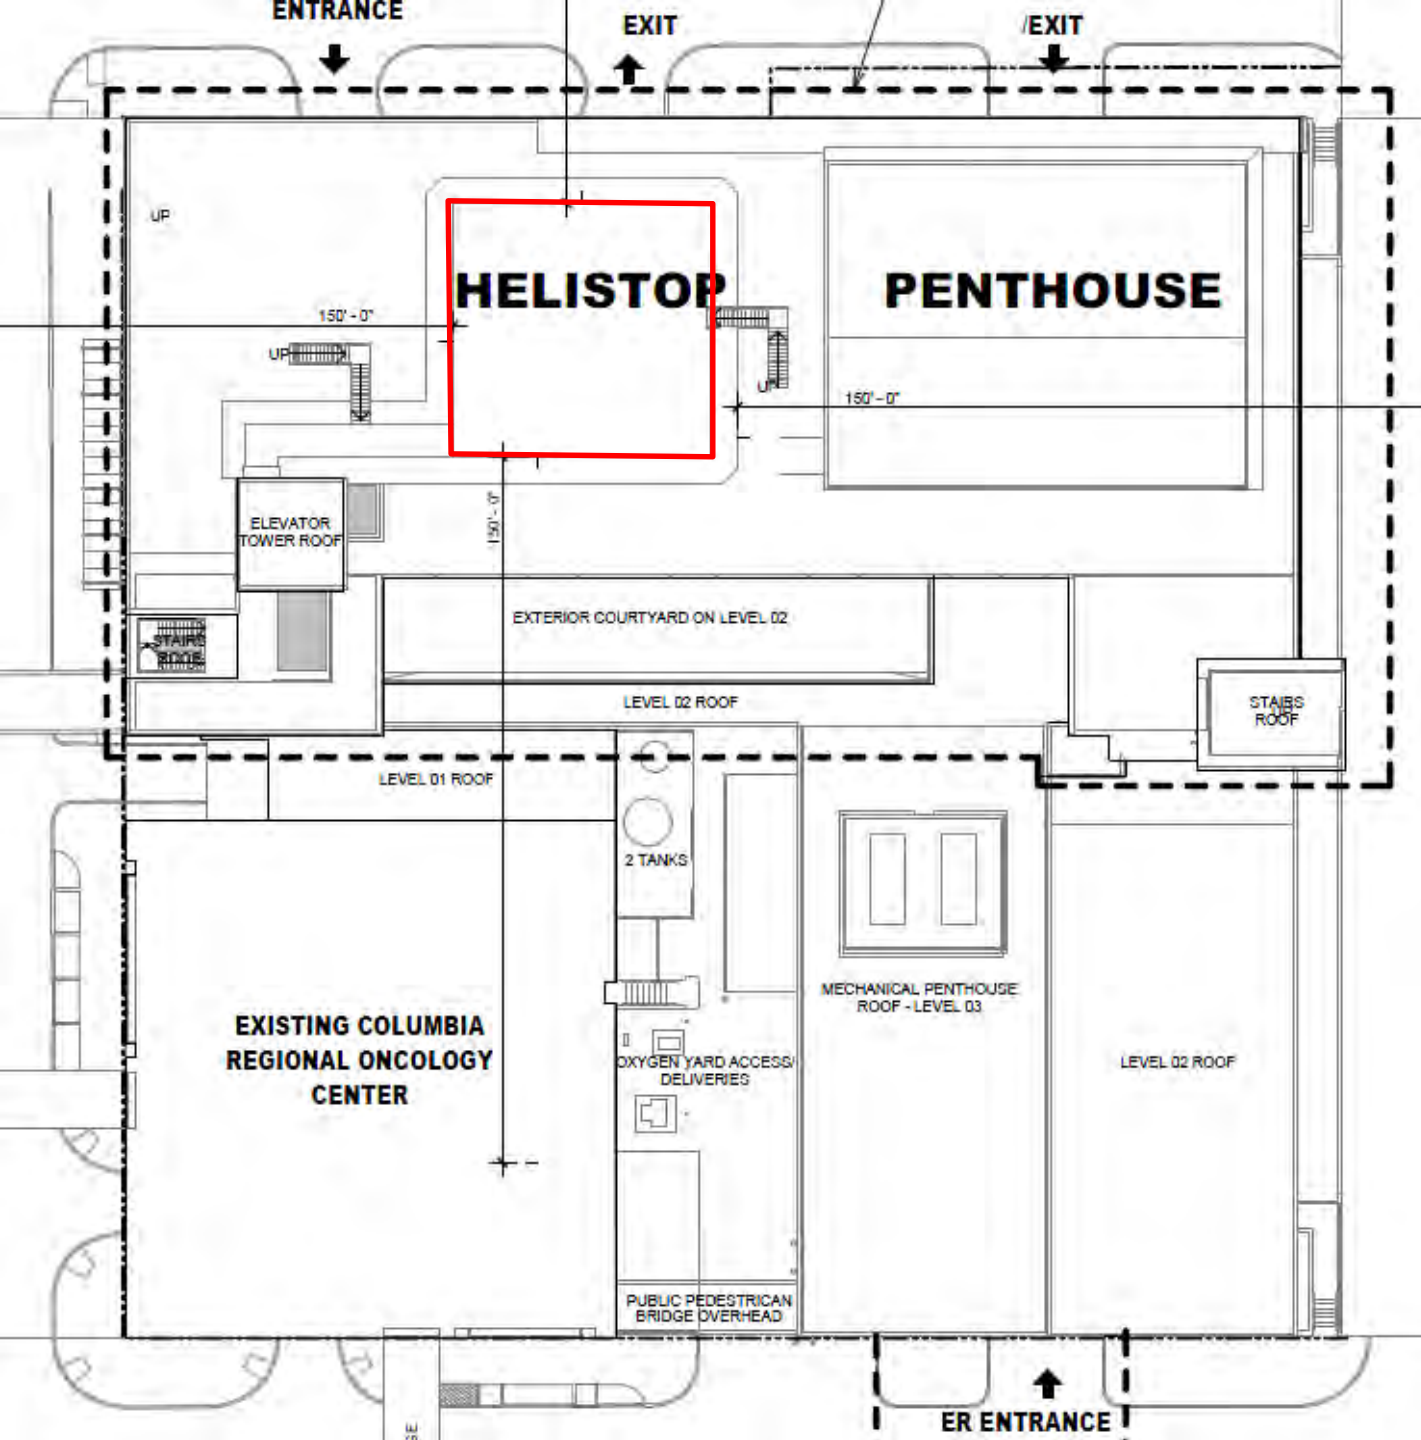 ENTRANCE
EXIT
/EXIT
UP
HELISTOP
PENTHOUSE
150' - 0"
UP
UP
150' - 0"
150' - 0"
ELEVATOR
TOWER ROOF
EXTERIOR COURTYARD ON LEVEL 02
STAIRS
ROOF
LEVEL 02 ROOF
STAIRS
ROOF
UP
LEVEL 01 ROOF
2 TANKS
MECHANICAL PENTHOUSE
ROOF - LEVEL 03
EXISTING COLUMBIA
REGIONAL ONCOLOGY
CENTER
OXYGEN YARD ACCESS/
DELIVERIES
LEVEL 02 ROOF
PUBLIC PEDESTRICAN
BRIDGE OVERHEAD
ER ENTRANCE